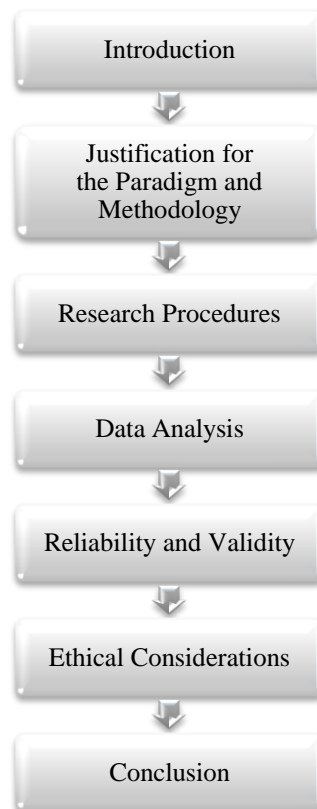 Introduction
Justification for
the Paradigm and
Methodology
Research Procedures
Data Analysis
Reliability and Validity
Ethical Considerations
Conclusion